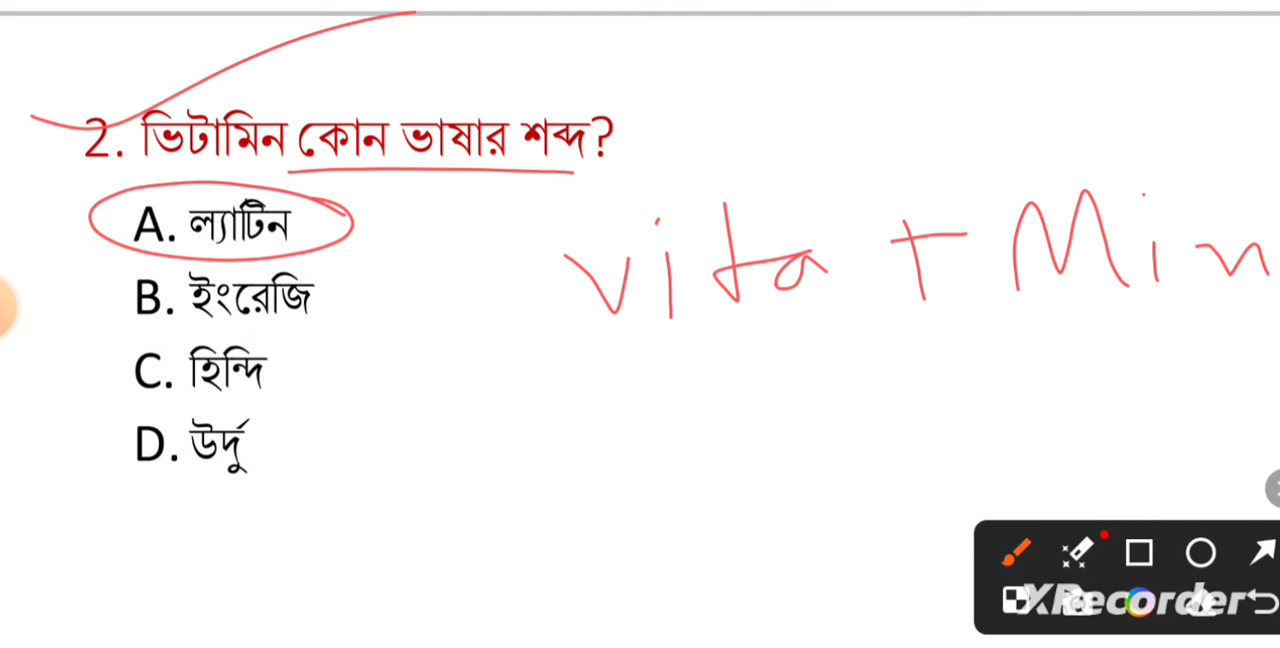 2. ভিটামিন কোন ভাষার শব্দ?
A. ল্যাটিন
vita + Min
B. ইংরেজি
C. হিন্দি
D. উর্দু
XRecorder